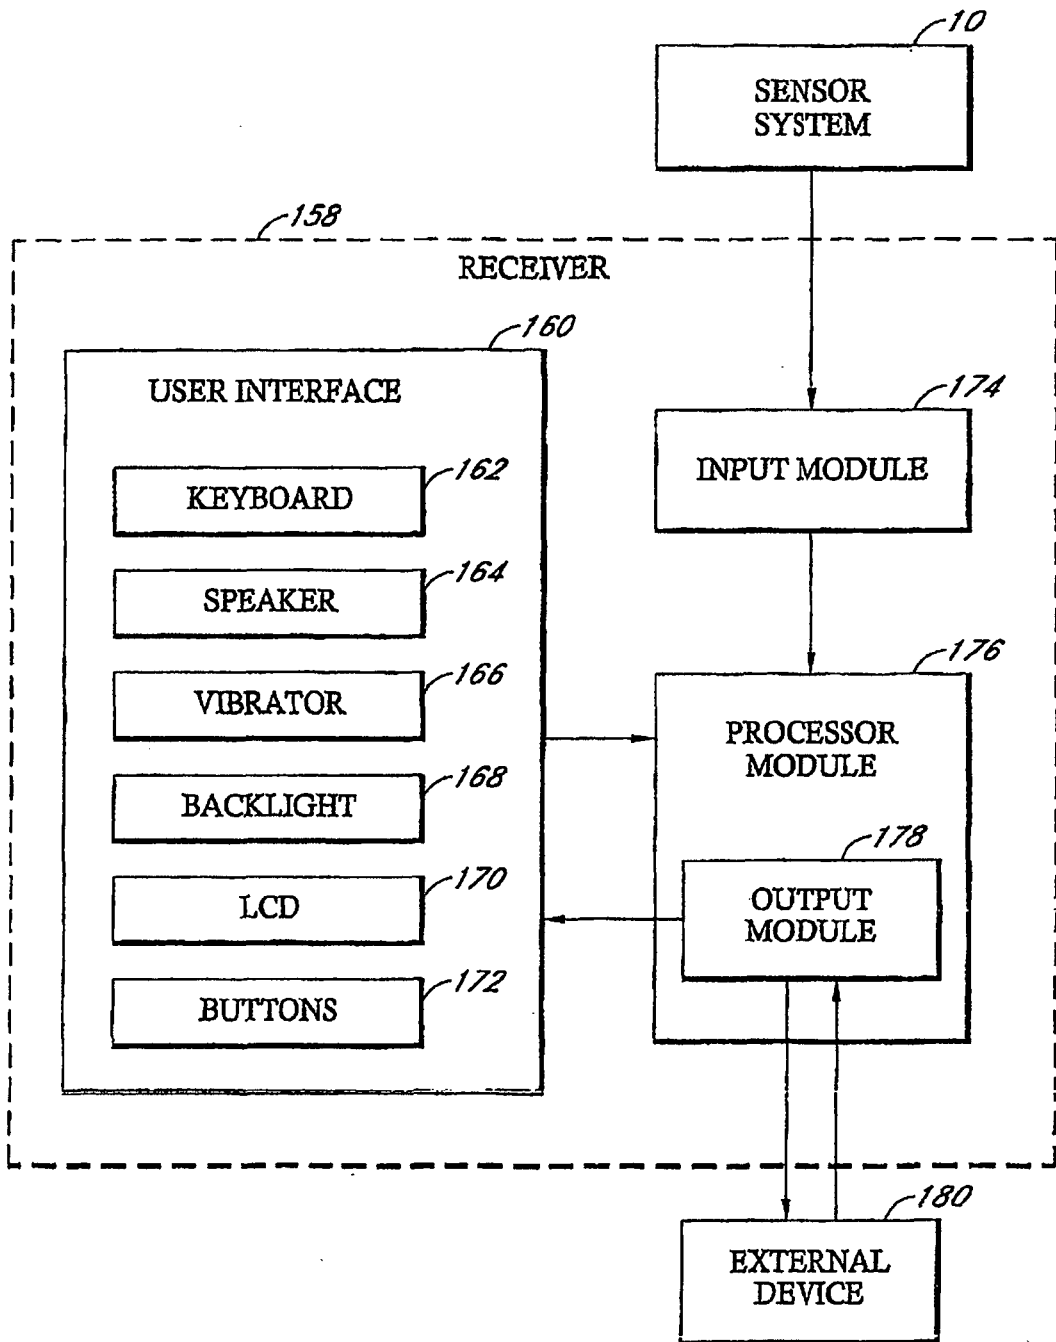 10
SENSOR
SYSTEM
158
RECEIVER
160
USER INTERFACE
174
INPUT MODULE
162
KEYBOARD
164
SPEAKER
166
VIBRATOR
176
PROCESSOR
MODULE
168
BACKLIGHT
178
OUTPUT
MODULE
170
LCD
172
BUTTONS
180
EXTERNAL
DEVICE